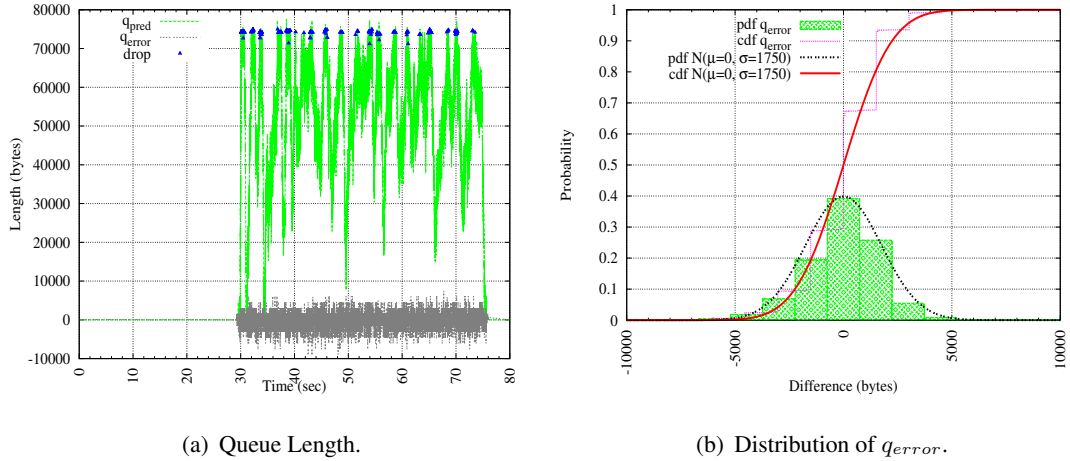 80000
70000
60000
50000
40000
30000
20000
10000
0
-10000
Length (bytes)
q_pred
q_error
drop
0
10
20
30
40
50
60
70
80
Time (sec)
(a) Queue Length.
1
0.9
0.8
0.7
0.6
0.5
0.4
0.3
0.2
0.1
0
Probability
pdf q_error
cdf q_error
pdf N(μ=0, σ=1750)
cdf N(μ=0, σ=1750)
-10000
-5000
0
5000
10000
Difference (bytes)
(b) Distribution of q_error.